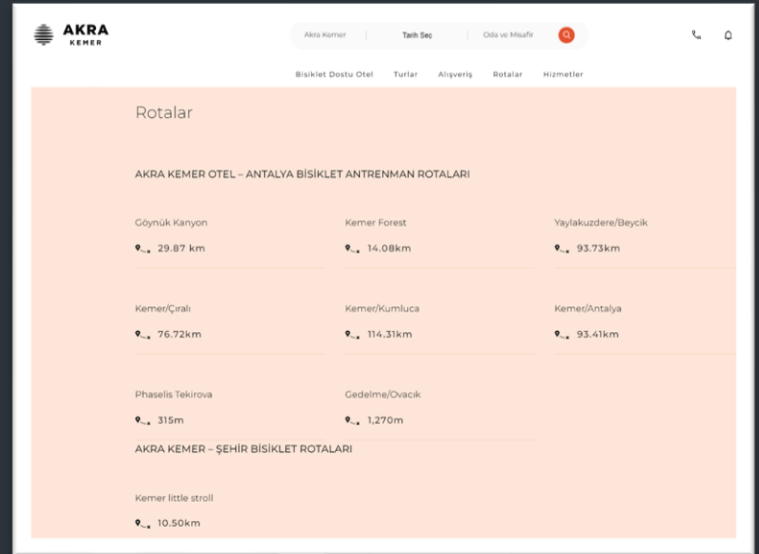 AKRA
KEMER
Akra Kemer
Tarih Seç
Oda ve Misafir
Bisiklet Dostu Otel
Turlar
Alışveriş
Rotalar
Hizmetler
Rotalar
AKRA KEMER OTEL – ANTALYA BİSİKLET ANTRENMAN ROTALARI
Göynük Kanyon
29.87 km
Kemer Forest
14.08km
Yaylakuzdere/Beycik
93.73km
Kemer/Çıralı
76.72km
Kemer/Kumluca
114.31km
Kemer/Antalya
93.41km
Phaselis Tekirova
315m
Gedelme/Ovacık
1,270m
AKRA KEMER – ŞEHİR BİSİKLET ROTALARI
Kemer little stroll
10.50km